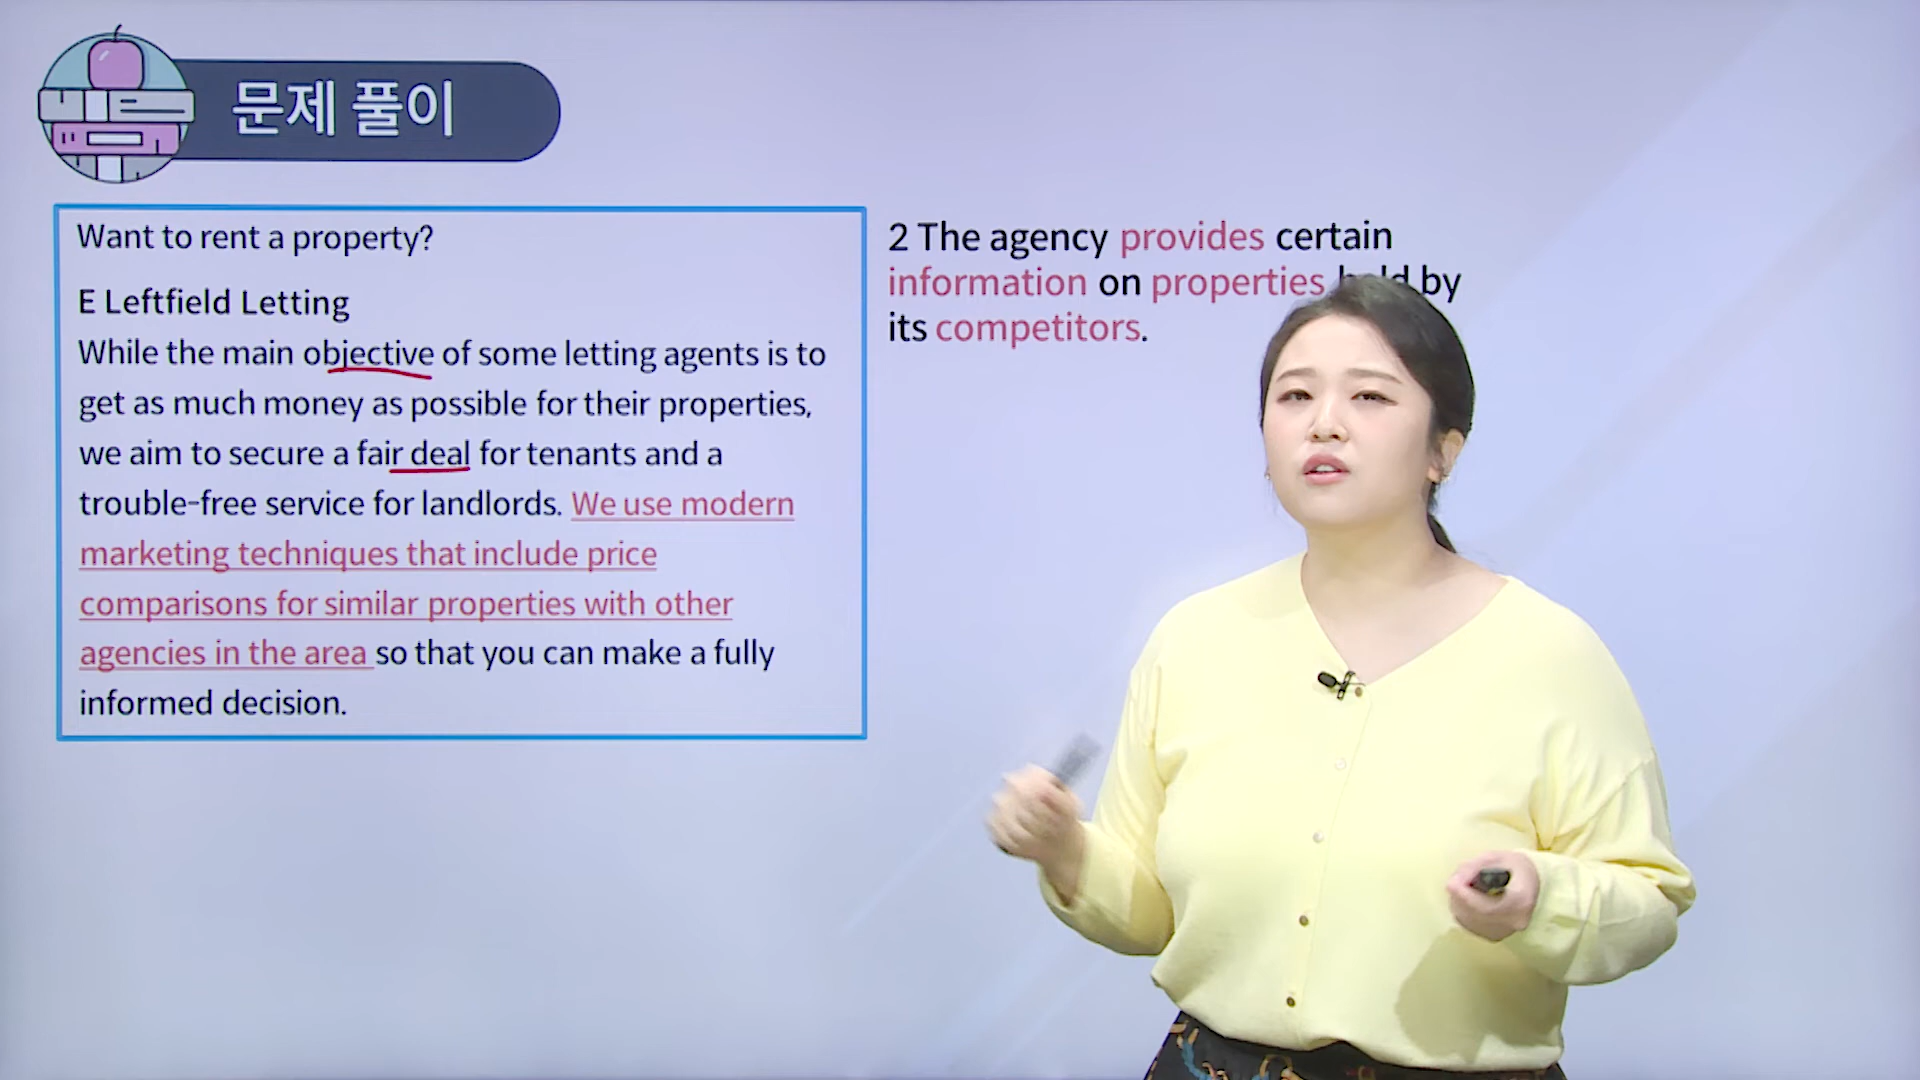 문제 풀이
Want to rent a property?
E Leftfield Letting
While the main objective of some letting agents is to
get as much money as possible for their properties,
we aim to secure a fair deal for tenants and a
trouble-free service for landlords. We use modern
marketing techniques that include price
comparisons for similar properties with other
agencies in the area so that you can make a fully
informed decision.
2 The agency provides certain
information on properties held by
its competitors.